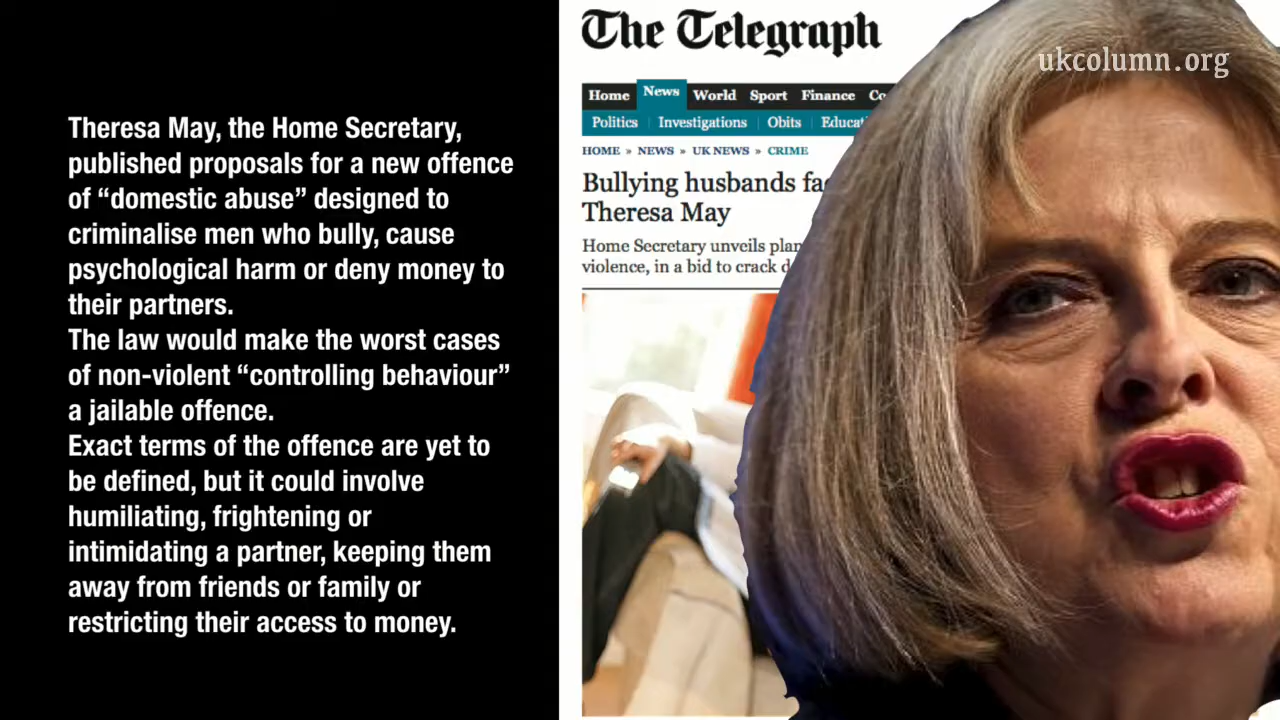 Theresa May, the Home Secretary,
published proposals for a new offence
of “domestic abuse” designed to
criminalise men who bully, cause
psychological harm or deny money to
their partners.
The law would make the worst cases
of non-violent “controlling behaviour”
a jailable offence.
Exact terms of the offence are yet to
be defined, but it could involve
humiliating, frightening or
intimidating a partner, keeping them
away from friends or family or
restricting their access to money.
The Telegraph
ukcolumn.org
Home News World Sport Finance
Politics Investigations Obits
HOME » NEWS » UK NEWS » CRIME
Bullying husbands
Theresa May
Home Secretary unveils
violence, in a bid to crack